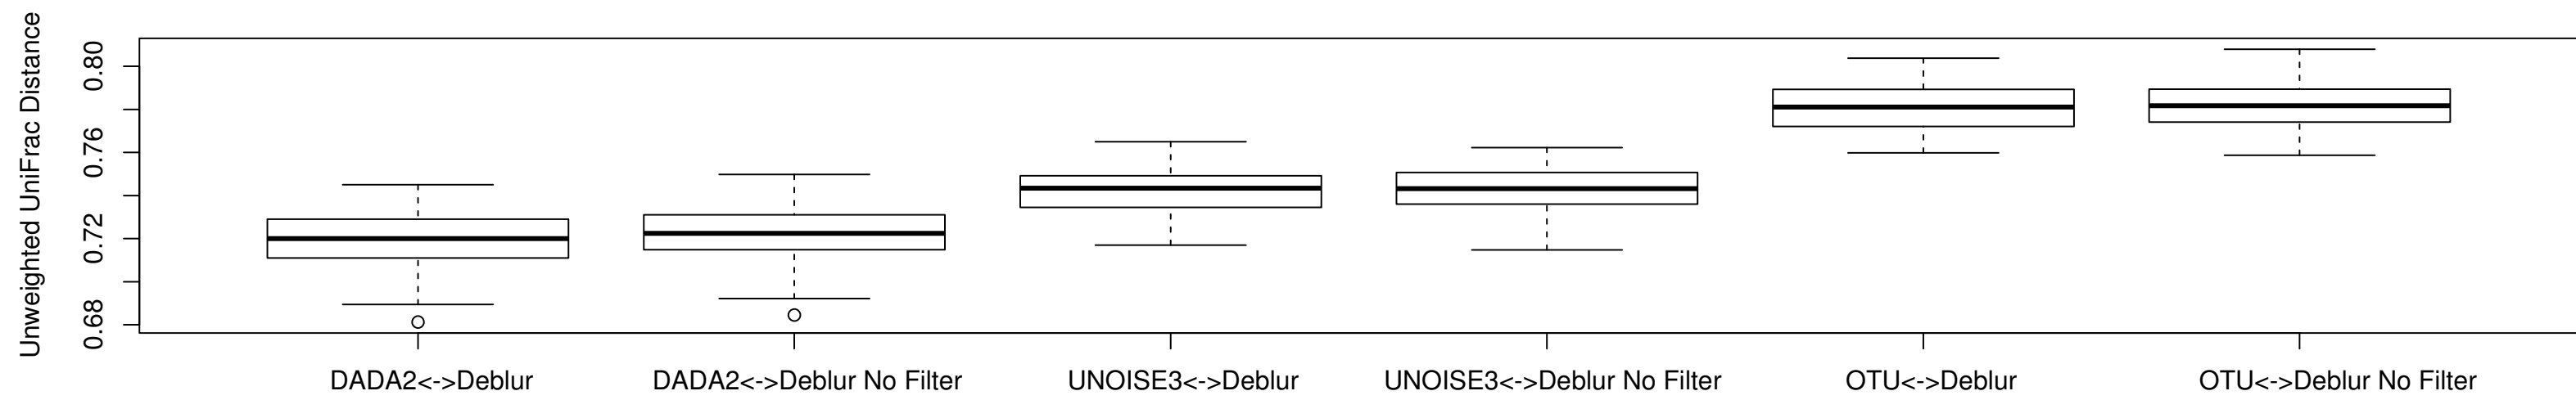 Unweighted UniFrac Distance
0.80
0.76
0.72
0.68
DADA2<->Deblur
DADA2<->Deblur No Filter
UNOISE3<->Deblur
UNOISE3<->Deblur No Filter
OTU<->Deblur
OTU<->Deblur No Filter